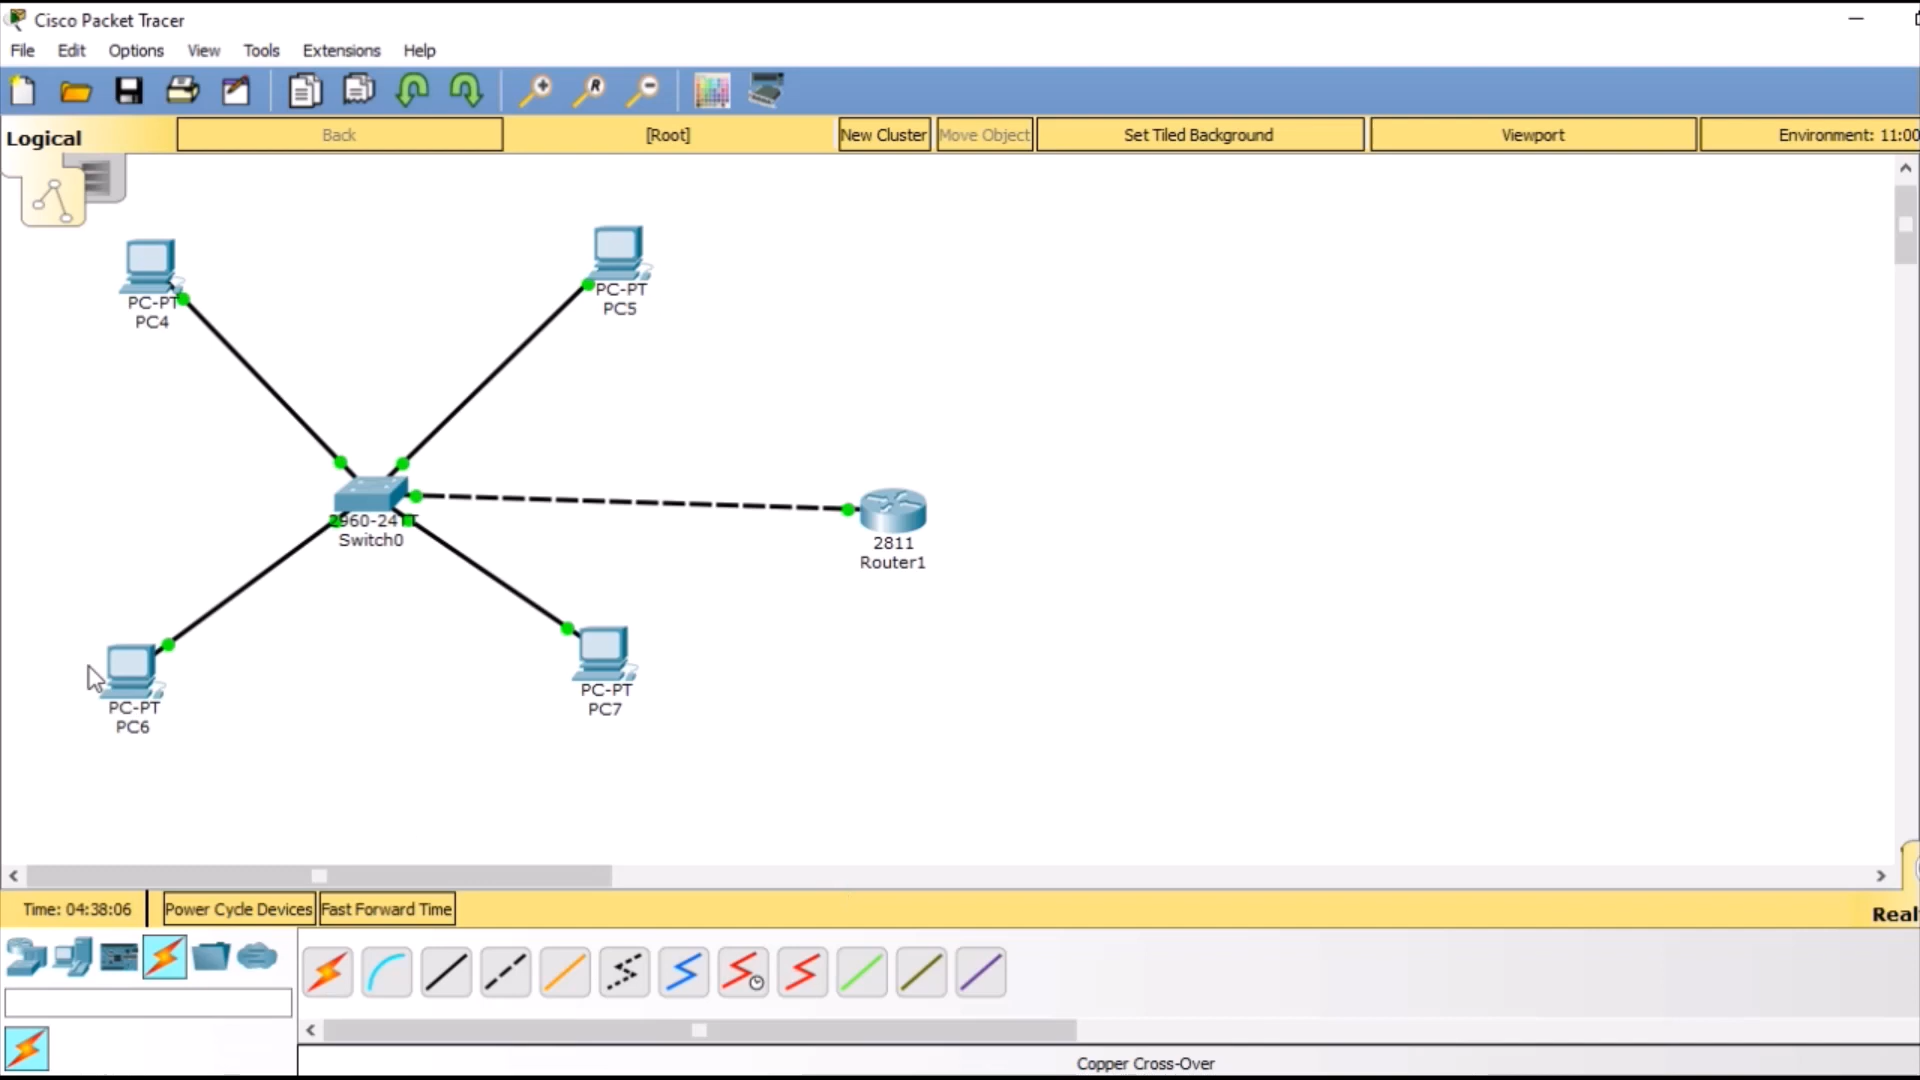 Cisco Packet Tracer
File Edit Options View Tools Extensions Help
Logical Back [Root] New Cluster Move Object Set Tiled Background Viewport Environment: 11:00
PC-PT
PC4
PC-PT
PC5
2960-24TT
Switch0
2811
Router1
PC-PT
PC6
PC-PT
PC7
Time: 04:38:06 Power Cycle Devices Fast Forward Time Real
Copper Cross-Over